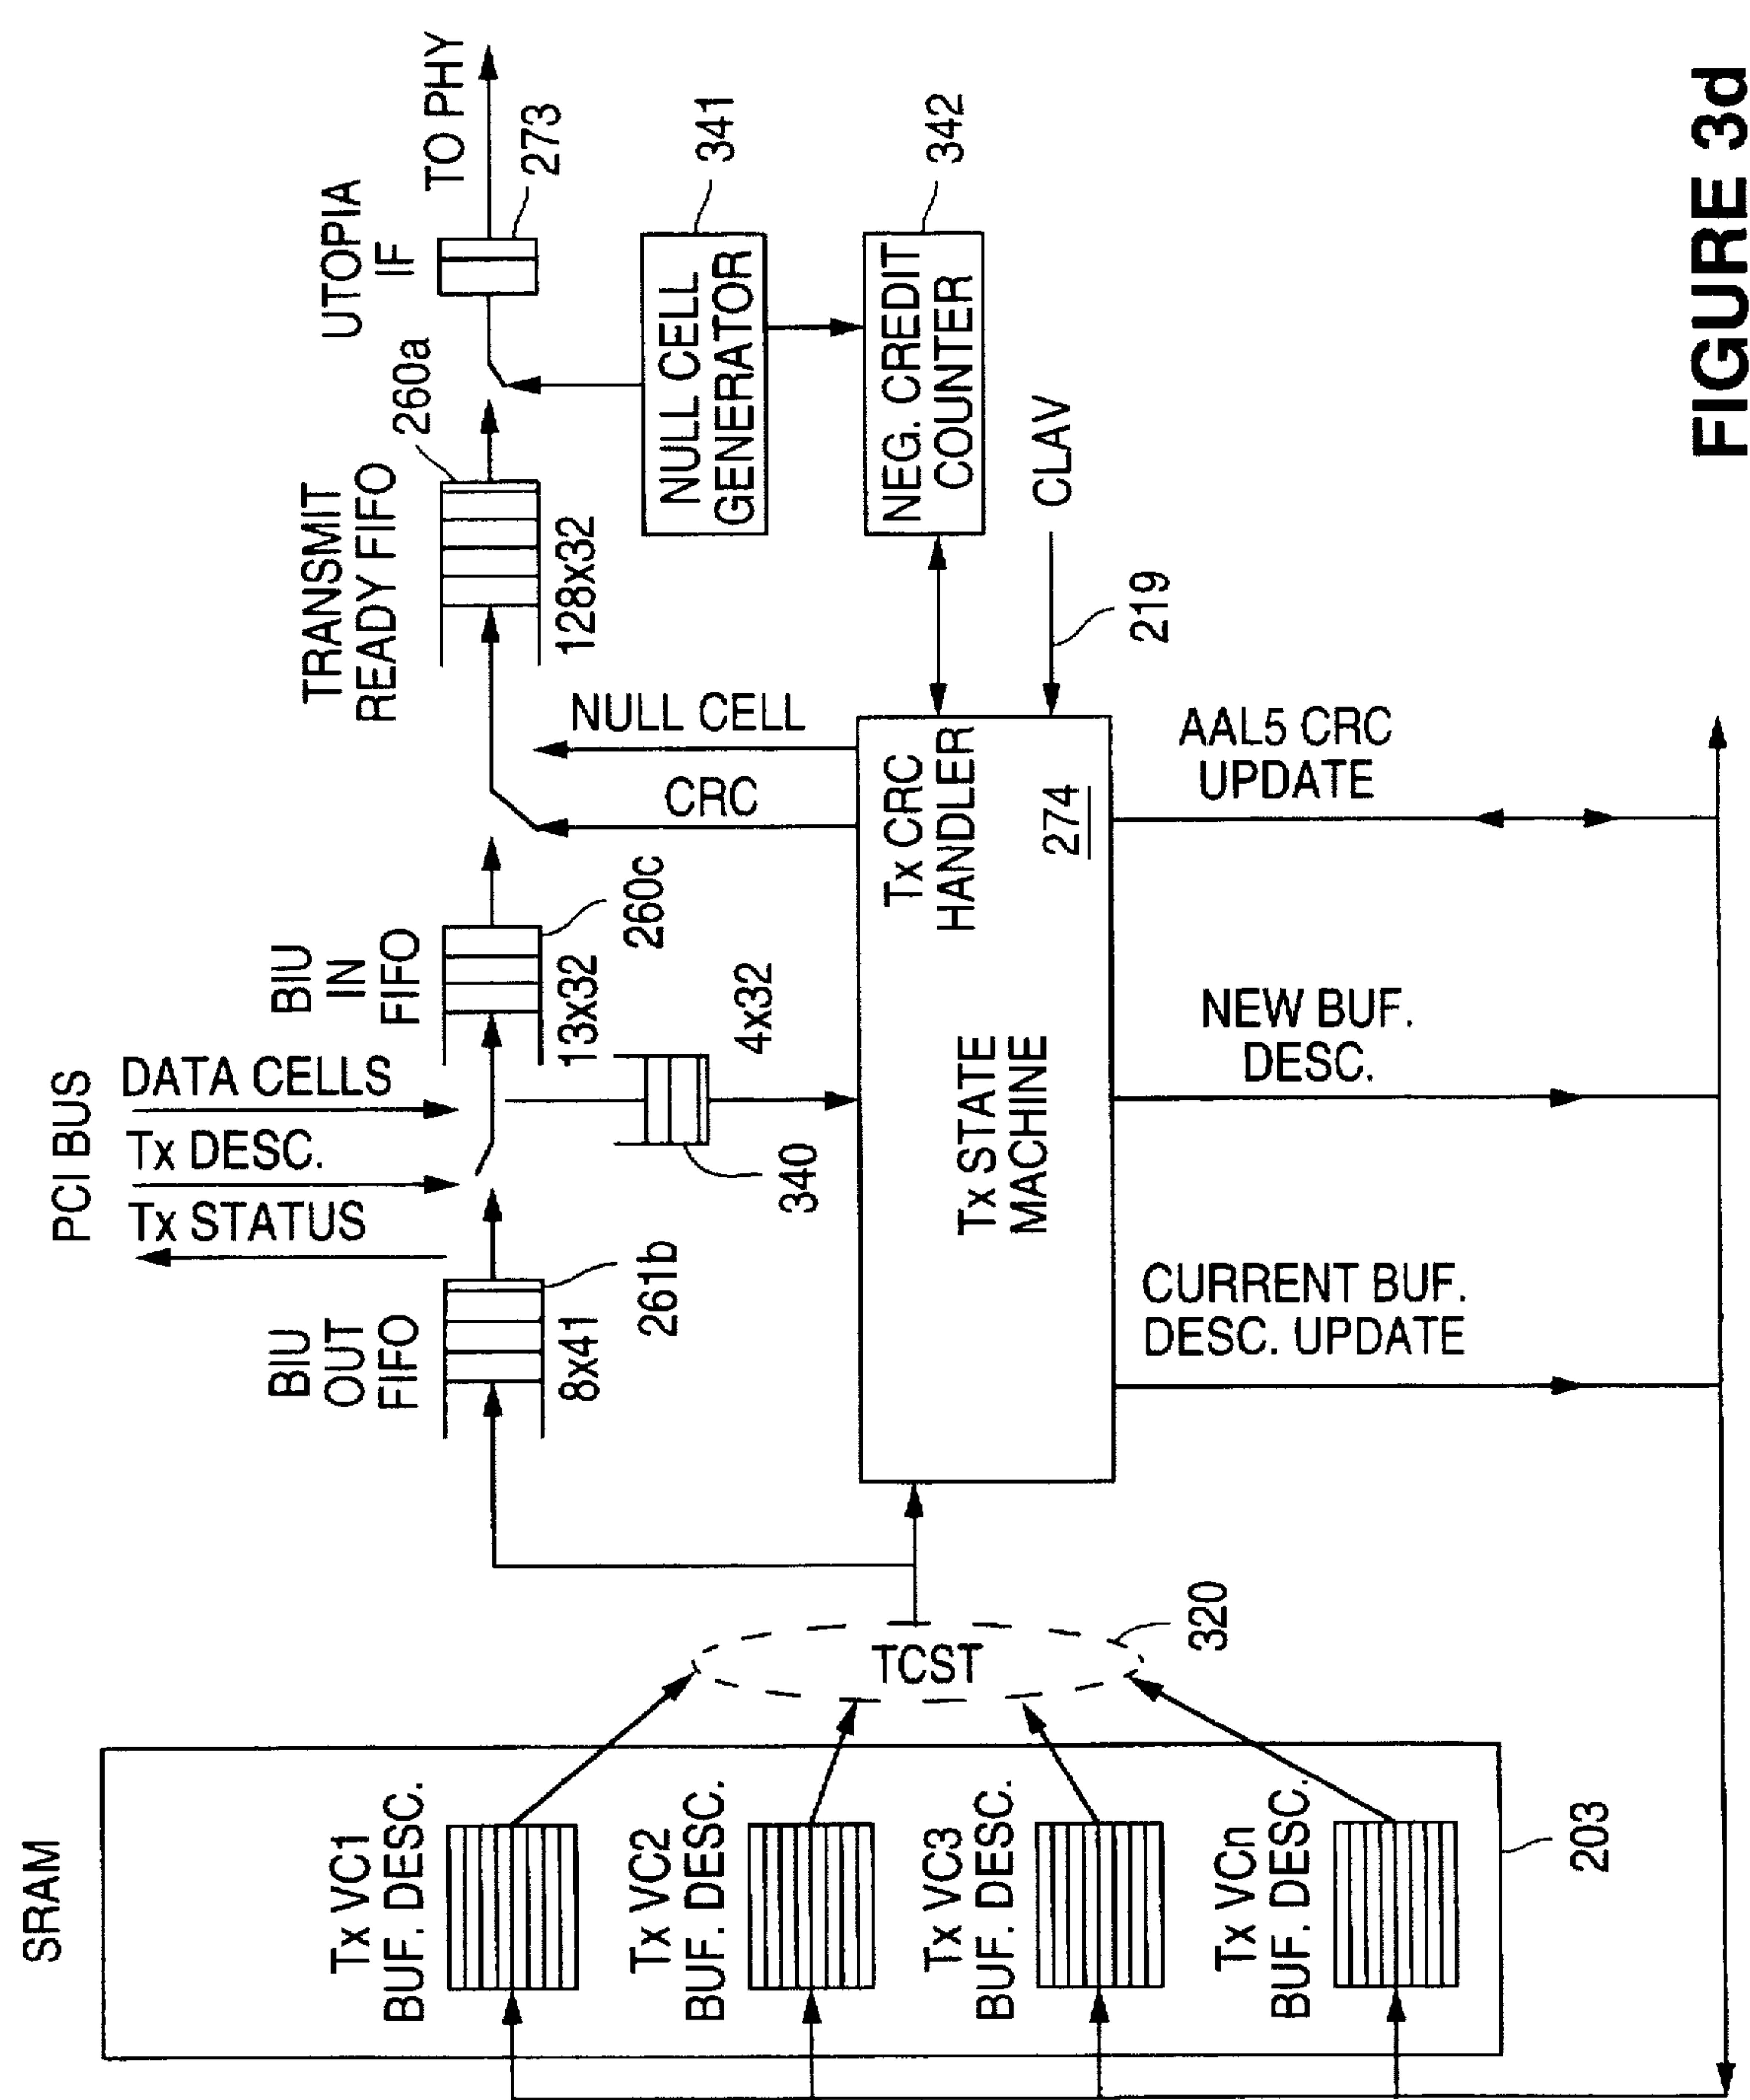 SRAM
Tx VC1
BUF. DESC.
Tx VC2
BUF. DESC.
Tx VC3
BUF. DESC.
Tx VCn
BUF. DESC.
203
TCST
320
PCI BUS
DATA CELLS
Tx DESC.
Tx STATUS
BIU
OUT
FIFO
8x41
261b
BIU
IN
FIFO
13x32
260c
4x32
340
TRANSMIT
READY FIFO
260a
128x32
UTOPIA
IF
TO PHY
273
NULL CELL
GENERATOR
341
NEG. CREDIT
COUNTER
342
CLAV
219
NULL CELL
CRC
Tx CRC
HANDLER
274
Tx STATE
MACHINE
CURRENT BUF.
DESC. UPDATE
NEW BUF.
DESC.
AAL5 CRC
UPDATE
FIGURE 3d